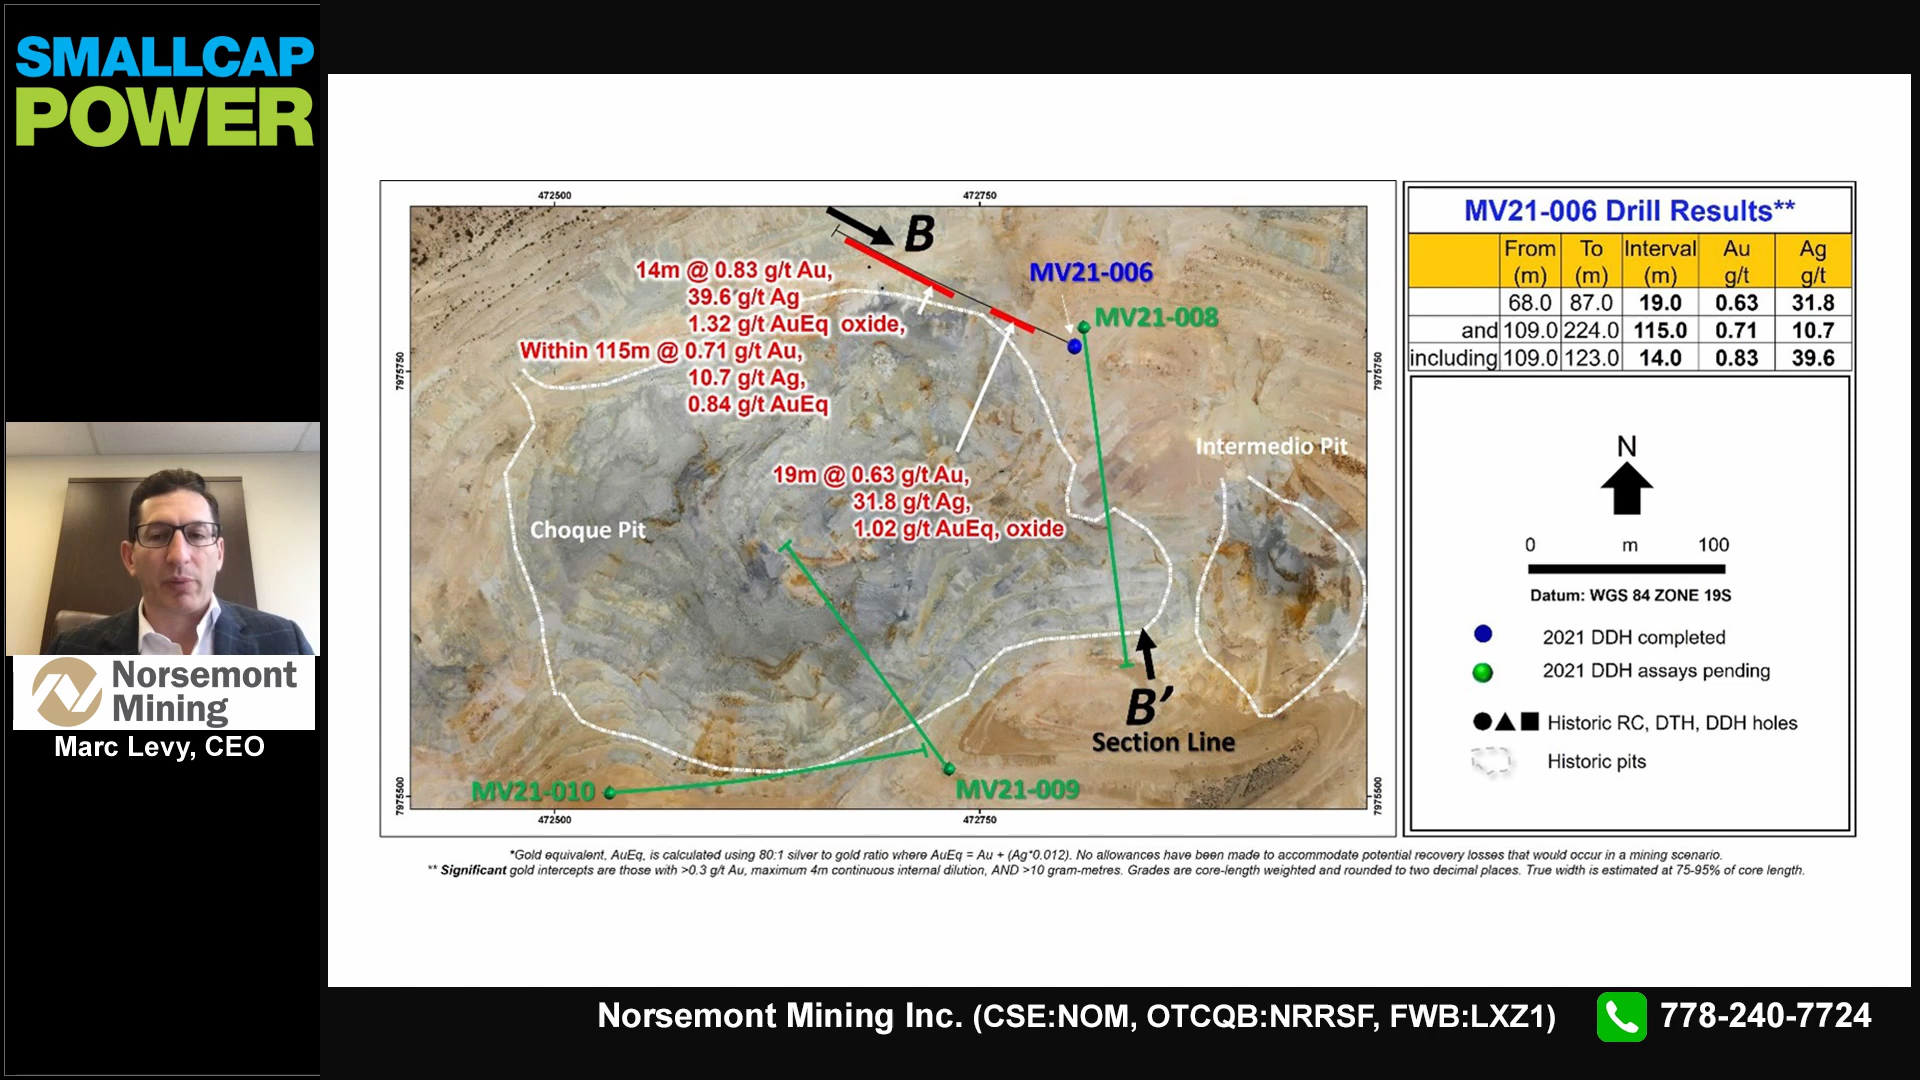 SMALLCAP
POWER
Norsemont
Mining
Marc Levy, CEO
472500
472750
B
MV21-006
MV21-008
14m @ 0.83 g/t Au,
39.6 g/t Ag
1.32 g/t AuEq oxide,
Within 115m @ 0.71 g/t Au,
10.7 g/t Ag,
0.84 g/t AuEq
7975750
7975750
Intermedio Pit
19m @ 0.63 g/t Au,
31.8 g/t Ag,
1.02 g/t AuEq, oxide
Choque Pit
B'
Section Line
MV21-010
MV21-009
7975500
7975500
472500
472750
MV21-006 Drill Results**
From (m) To (m) Interval (m) Au g/t Ag g/t
68.0 87.0 19.0 0.63 31.8
and 109.0 224.0 115.0 0.71 10.7
including 109.0 123.0 14.0 0.83 39.6
N
0 m 100
Datum: WGS 84 ZONE 19S
2021 DDH completed
2021 DDH assays pending
Historic RC, DTH, DDH holes
Historic pits
*Gold equivalent, AuEq, is calculated using 80:1 silver to gold ratio where AuEq = Au + (Ag*0.012). No allowances have been made to accommodate potential recovery losses that would occur in a mining scenario.
** Significant gold intercepts are those with >0.3 g/t Au, maximum 4m continuous internal dilution, AND >10 gram-metres. Grades are core-length weighted and rounded to two decimal places. True width is estimated at 75-95% of core length.
Norsemont Mining Inc. (CSE:NOM, OTCQB:NRRSF, FWB:LXZ1) 778-240-7724